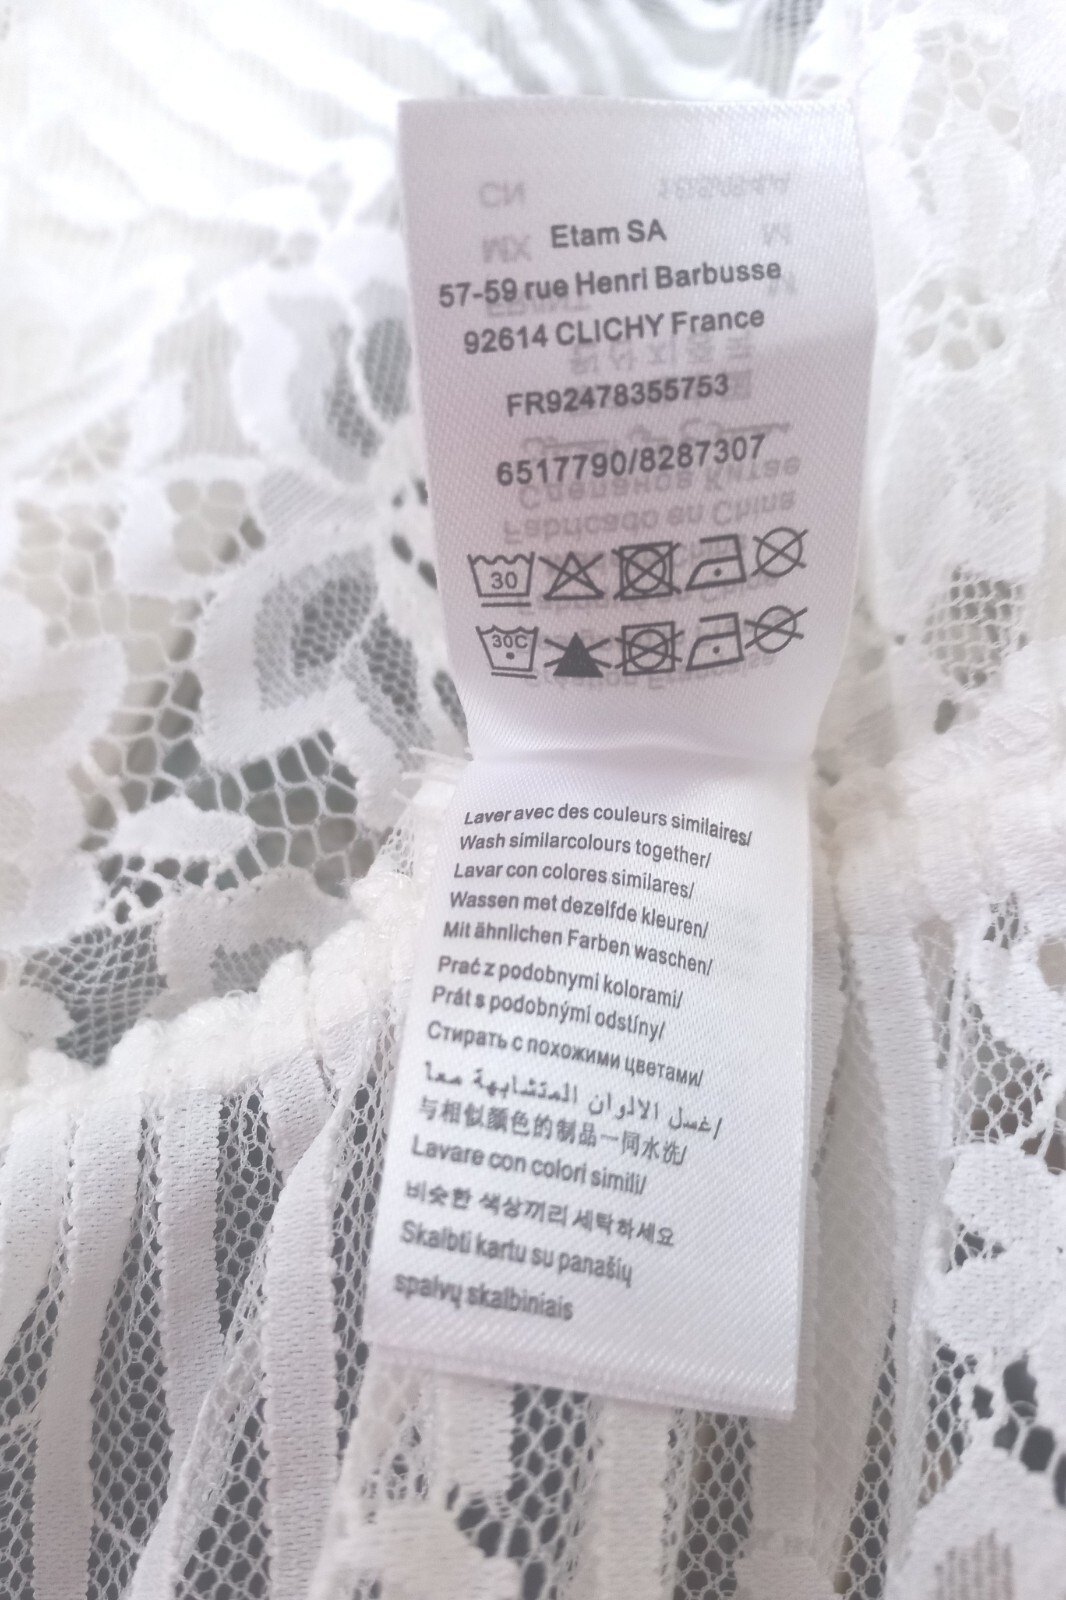 Etam SA
57-59 rue Henri Barbusse
92614 CLICHY France
FR92478355753
6517790/8287307
30
30C
Laver avec des couleurs similaires/
Wash similarcolours together/
Lavar con colores similares/
Wassen met dezelfde kleuren/
Mit ähnlichen Farben waschen/
Prać z podobnymi kolorami/
Prát s podobnými odstíny/
Стирать с похожими цветами/
غسل الالوان المتشابهة معا/
与相似颜色的制品一同水洗/
Lavare con colori simili/
비슷한 색상끼리 세탁하세요
Skalbti kartu su panašių
spalvų skalbiniais